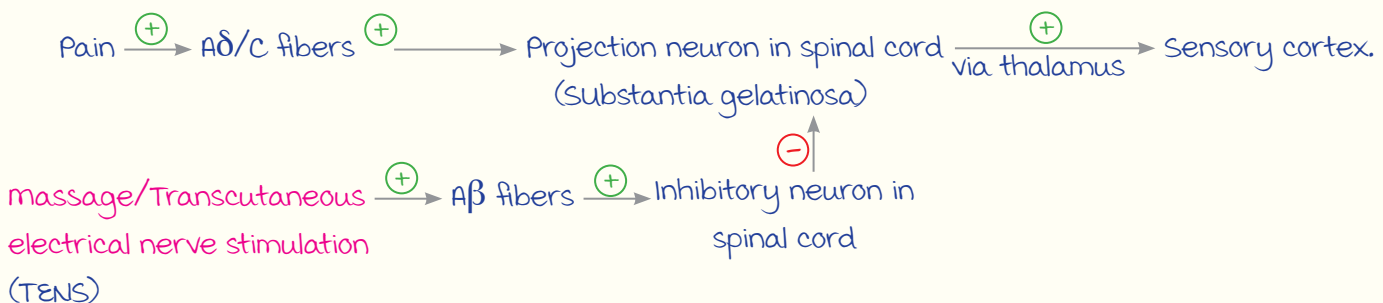 Pain + Aδ/C fibers + Projection neuron in spinal cord + Sensory cortex.
via thalamus
(Substantia gelatinosa)
−
massage/Transcutaneous + Aβ fibers + Inhibitory neuron in
electrical nerve stimulation spinal cord
(TENS)